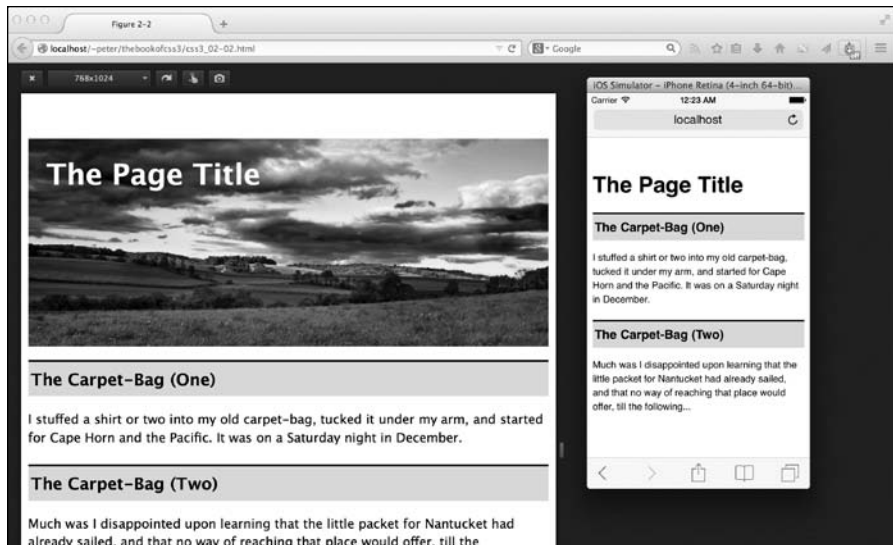 Figure 2-2
localhost/~peter/thebookofcss3/css3_02-02.html
Google
768x1024
The Page Title
The Carpet-Bag (One)
I stuffed a shirt or two into my old carpet-bag, tucked it under my arm, and started
for Cape Horn and the Pacific. It was on a Saturday night in December.
The Carpet-Bag (Two)
Much was I disappointed upon learning that the little packet for Nantucket had
already sailed, and that no way of reaching that place would offer, till the
iOS Simulator - iPhone Retina (4-inch 64-bit)...
Carrier 12:23 AM
localhost
The Page Title
The Carpet-Bag (One)
I stuffed a shirt or two into my old carpet-bag,
tucked it under my arm, and started for Cape
Horn and the Pacific. It was on a Saturday night
in December.
The Carpet-Bag (Two)
Much was I disappointed upon learning that the
little packet for Nantucket had already sailed,
and that no way of reaching that place would
offer, till the following...